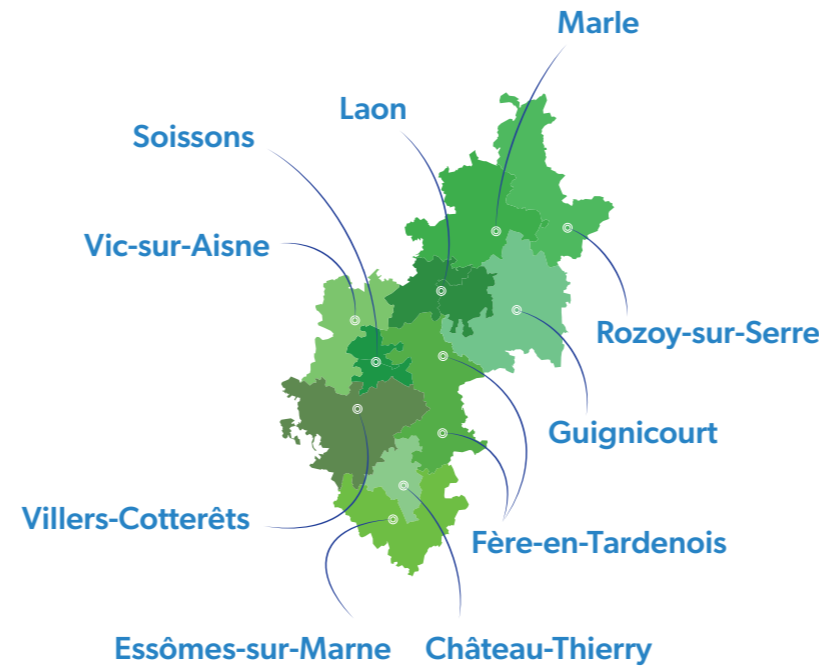 Marle
Laon
Soissons
Vic-sur-Aisne
Rozoy-sur-Serre
Guignicourt
Villers-Cotterêts
Fère-en-Tardenois
Essômes-sur-Marne
Château-Thierry